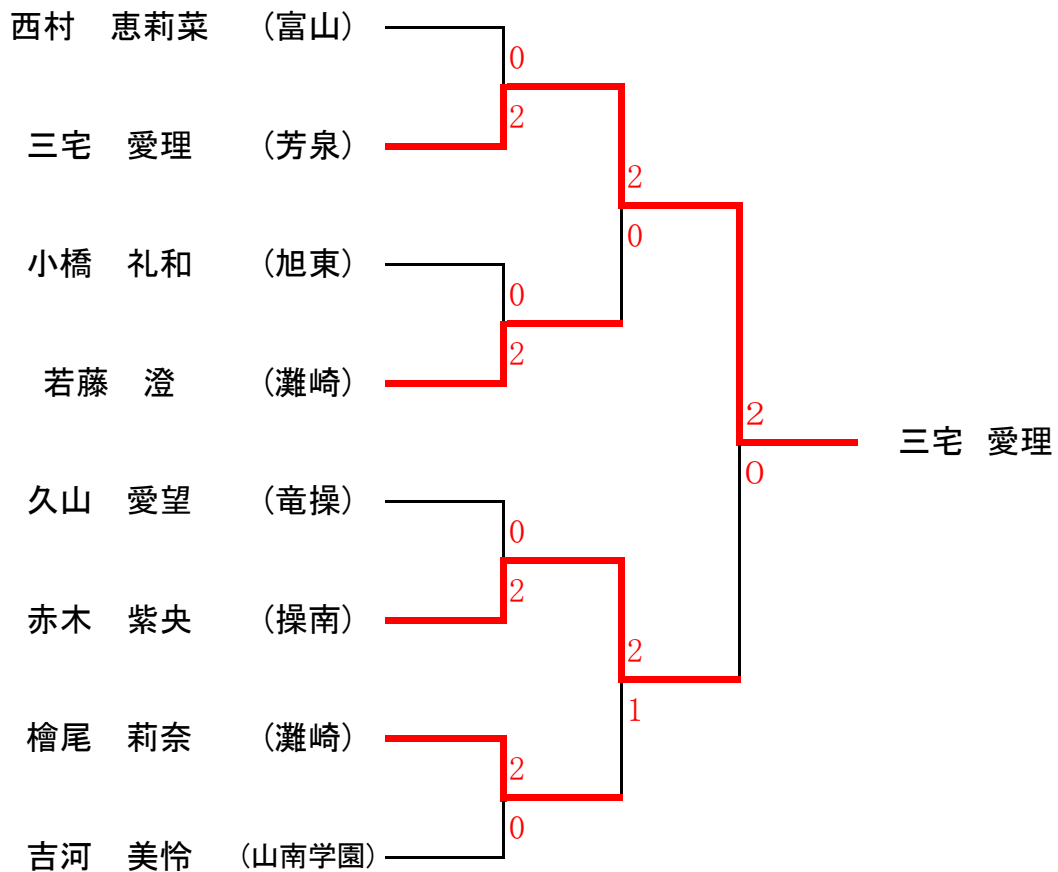 西村　恵莉菜　（富山）
0
2
三宅　愛理　（芳泉）
2
0
小橋　礼和　（旭東）
0
2
若藤　澄　（灘崎）
2
三宅　愛理
0
久山　愛望　（竜操）
0
2
赤木　紫央　（操南）
2
1
檜尾　莉奈　（灘崎）
2
0
吉河　美怜　（山南学園）